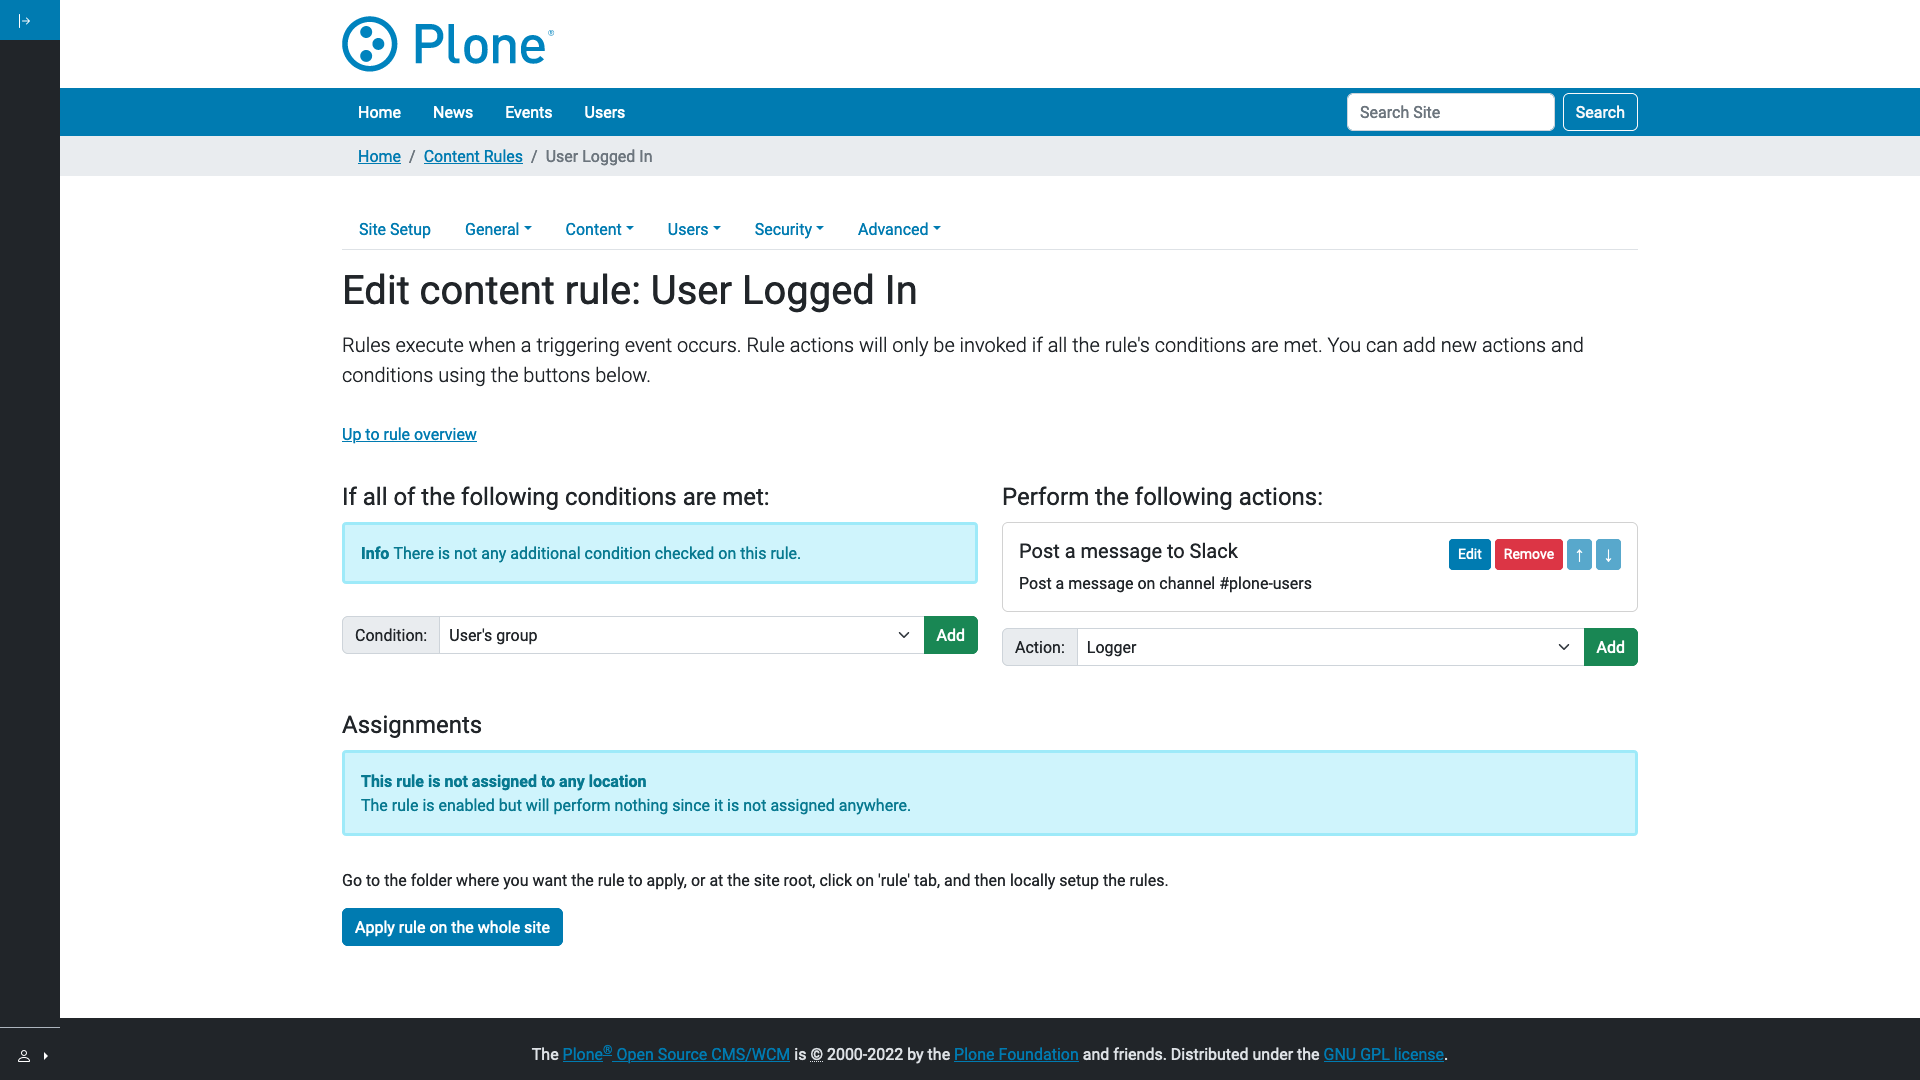 Plone®
Home News Events Users Search Site Search
Home / Content Rules / User Logged In
Site Setup General Content Users Security Advanced
Edit content rule: User Logged In
Rules execute when a triggering event occurs. Rule actions will only be invoked if all the rule's conditions are met. You can add new actions and
conditions using the buttons below.
Up to rule overview
If all of the following conditions are met:
Info There is not any additional condition checked on this rule.
Condition: User's group Add
Perform the following actions:
Post a message to Slack Edit Remove ↑ ↓
Post a message on channel #plone-users
Action: Logger Add
Assignments
This rule is not assigned to any location
The rule is enabled but will perform nothing since it is not assigned anywhere.
Go to the folder where you want the rule to apply, or at the site root, click on 'rule' tab, and then locally setup the rules.
Apply rule on the whole site
The Plone® Open Source CMS/WCM is © 2000-2022 by the Plone Foundation and friends. Distributed under the GNU GPL license.